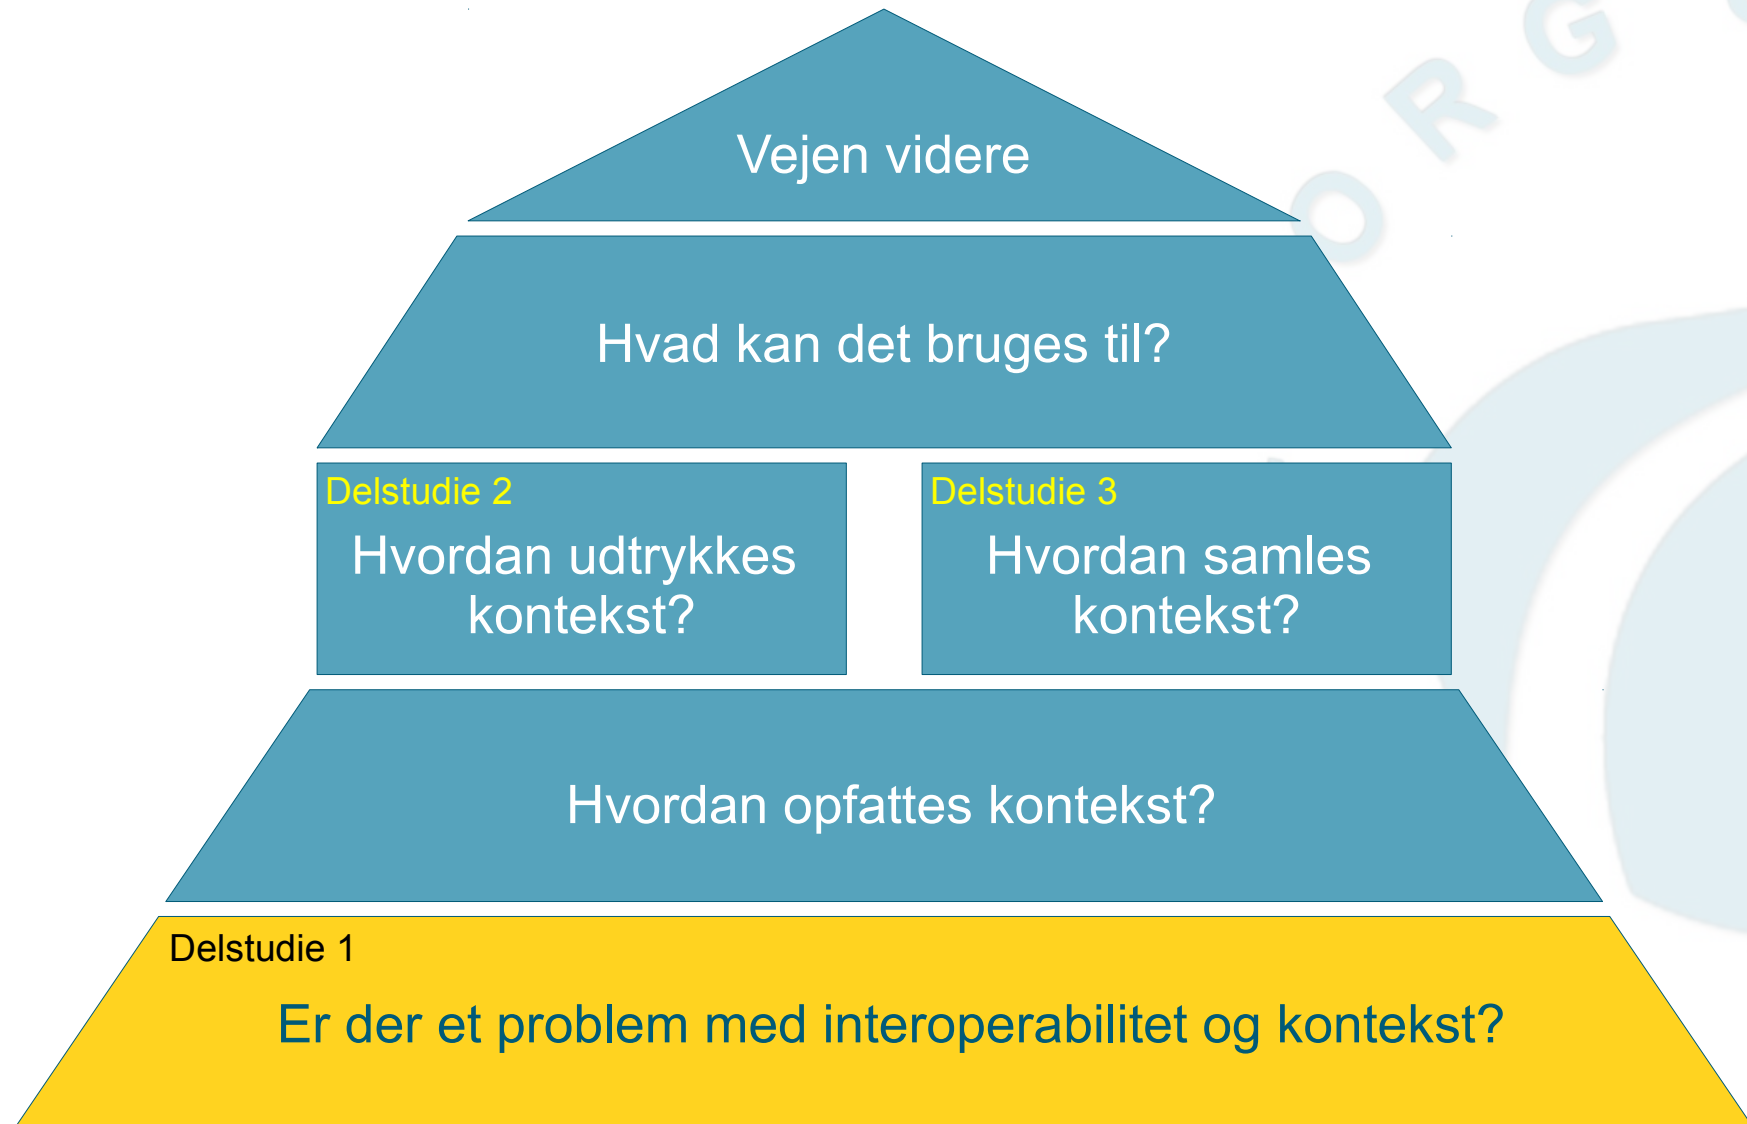 Vejen videre
Hvad kan det bruges til?
Delstudie 2
Hvordan udtrykkes
kontekst?
Delstudie 3
Hvordan samles
kontekst?
Hvordan opfattes kontekst?
Delstudie 1
Er der et problem med interoperabilitet og kontekst?